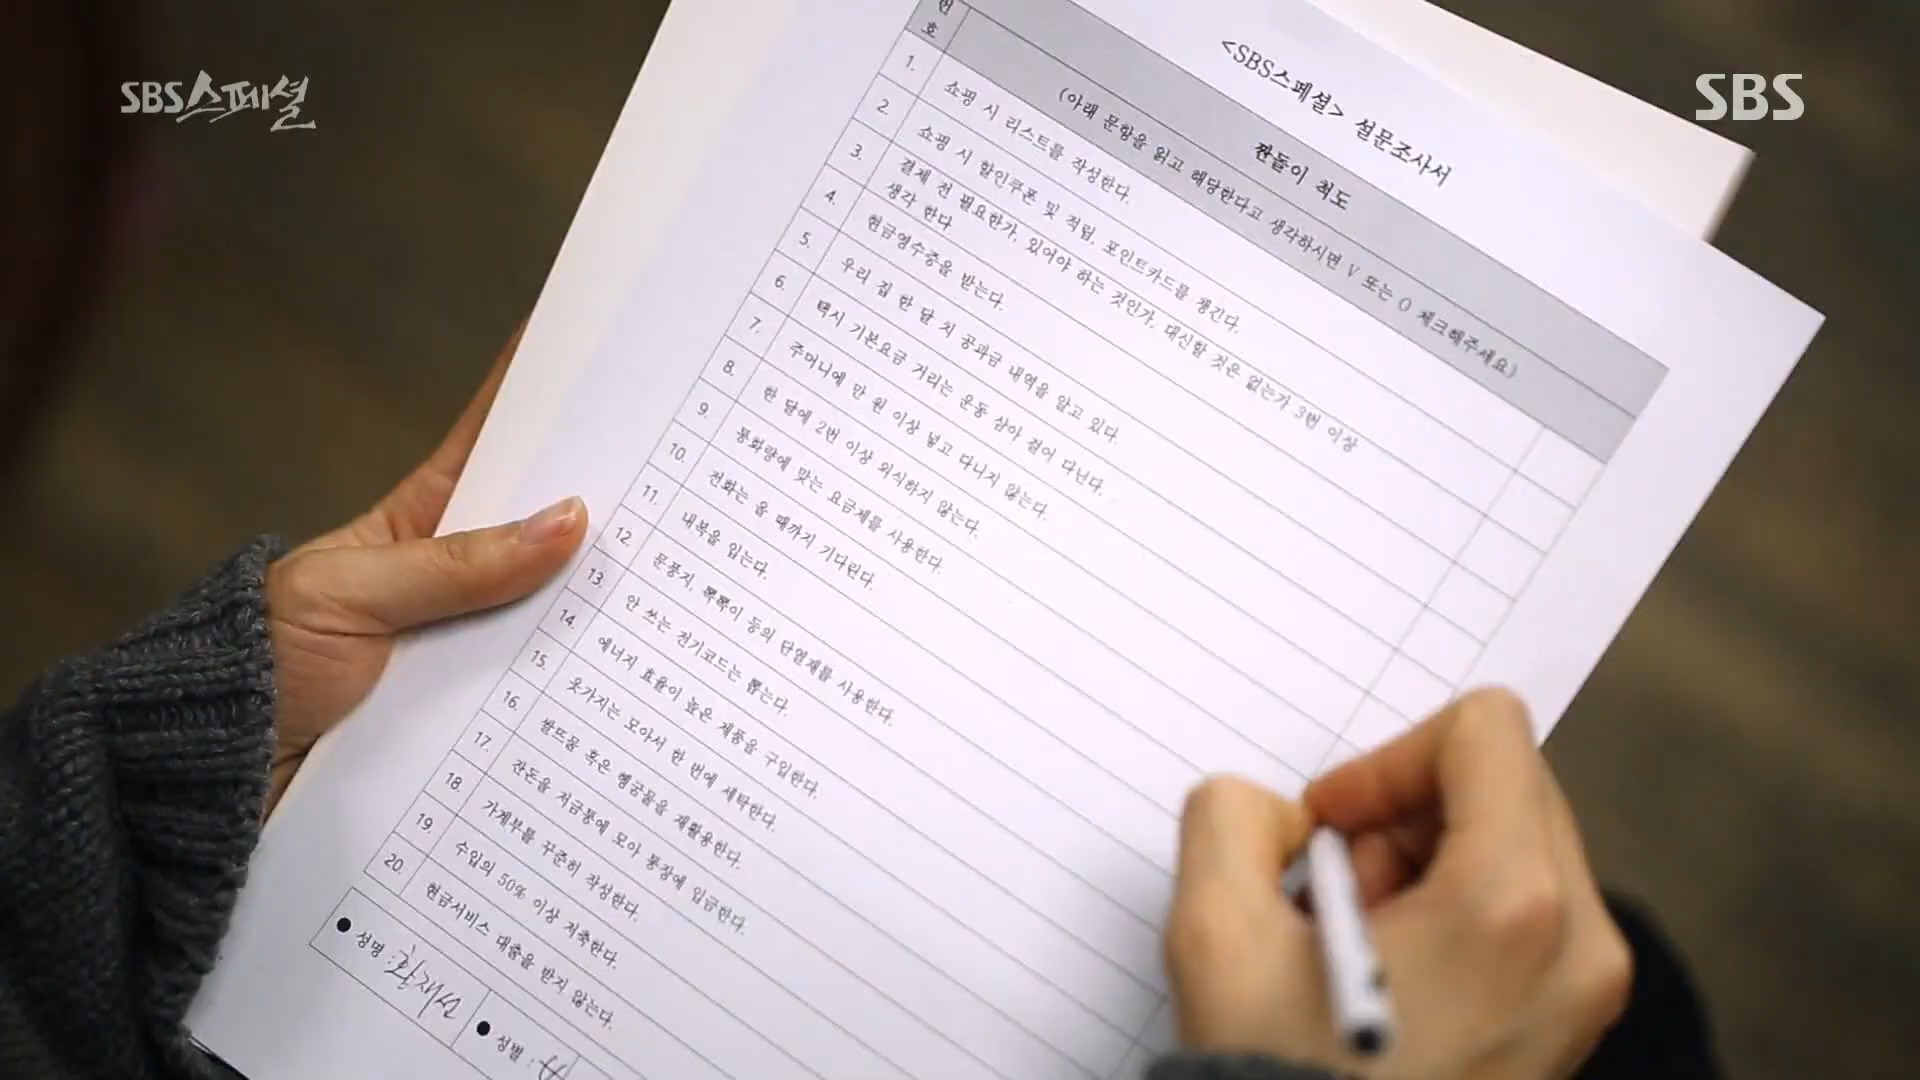 SBS스페셜
SBS
<SBS스페셜> 설문조사서
번호
짠돌이 척도
(아래 문항을 읽고 해당한다고 생각하시면 V 또는 O 체크해주세요)
1. 쇼핑 시 리스트를 작성한다.
2. 쇼핑 시 할인쿠폰 및 적립, 포인트카드를 챙긴다.
3. 결제 전 필요한가, 있어야 하는 것인가, 대신할 것은 없는가 3번 이상
생각 한다.
4. 현금영수증을 받는다.
5. 우리 집 한 달 치 공과금 내역을 알고 있다.
6. 택시 기본요금 거리는 운동 삼아 걸어 다닌다.
7. 주머니에 만 원 이상 넣고 다니지 않는다.
8. 한 달에 2번 이상 외식하지 않는다.
9. 통화량에 맞는 요금제를 사용한다.
10. 전화는 올 때까지 기다린다.
11. 내복을 입는다.
12. 문풍지, 뽁뽁이 등의 단열재를 사용한다.
13. 안 쓰는 전기코드는 뽑는다.
14. 에너지 효율이 높은 제품을 구입한다.
15. 옷가지는 모아서 한 번에 세탁한다.
16. 쌀뜨물 혹은 헹굼물을 재활용한다.
17. 잔돈을 저금통에 모아 통장에 입금한다.
18. 가계부를 꾸준히 작성한다.
19. 수입의 50% 이상 저축한다.
20. 현금서비스 대출을 받지 않는다.
● 성명 : 황재선
● 성별 :